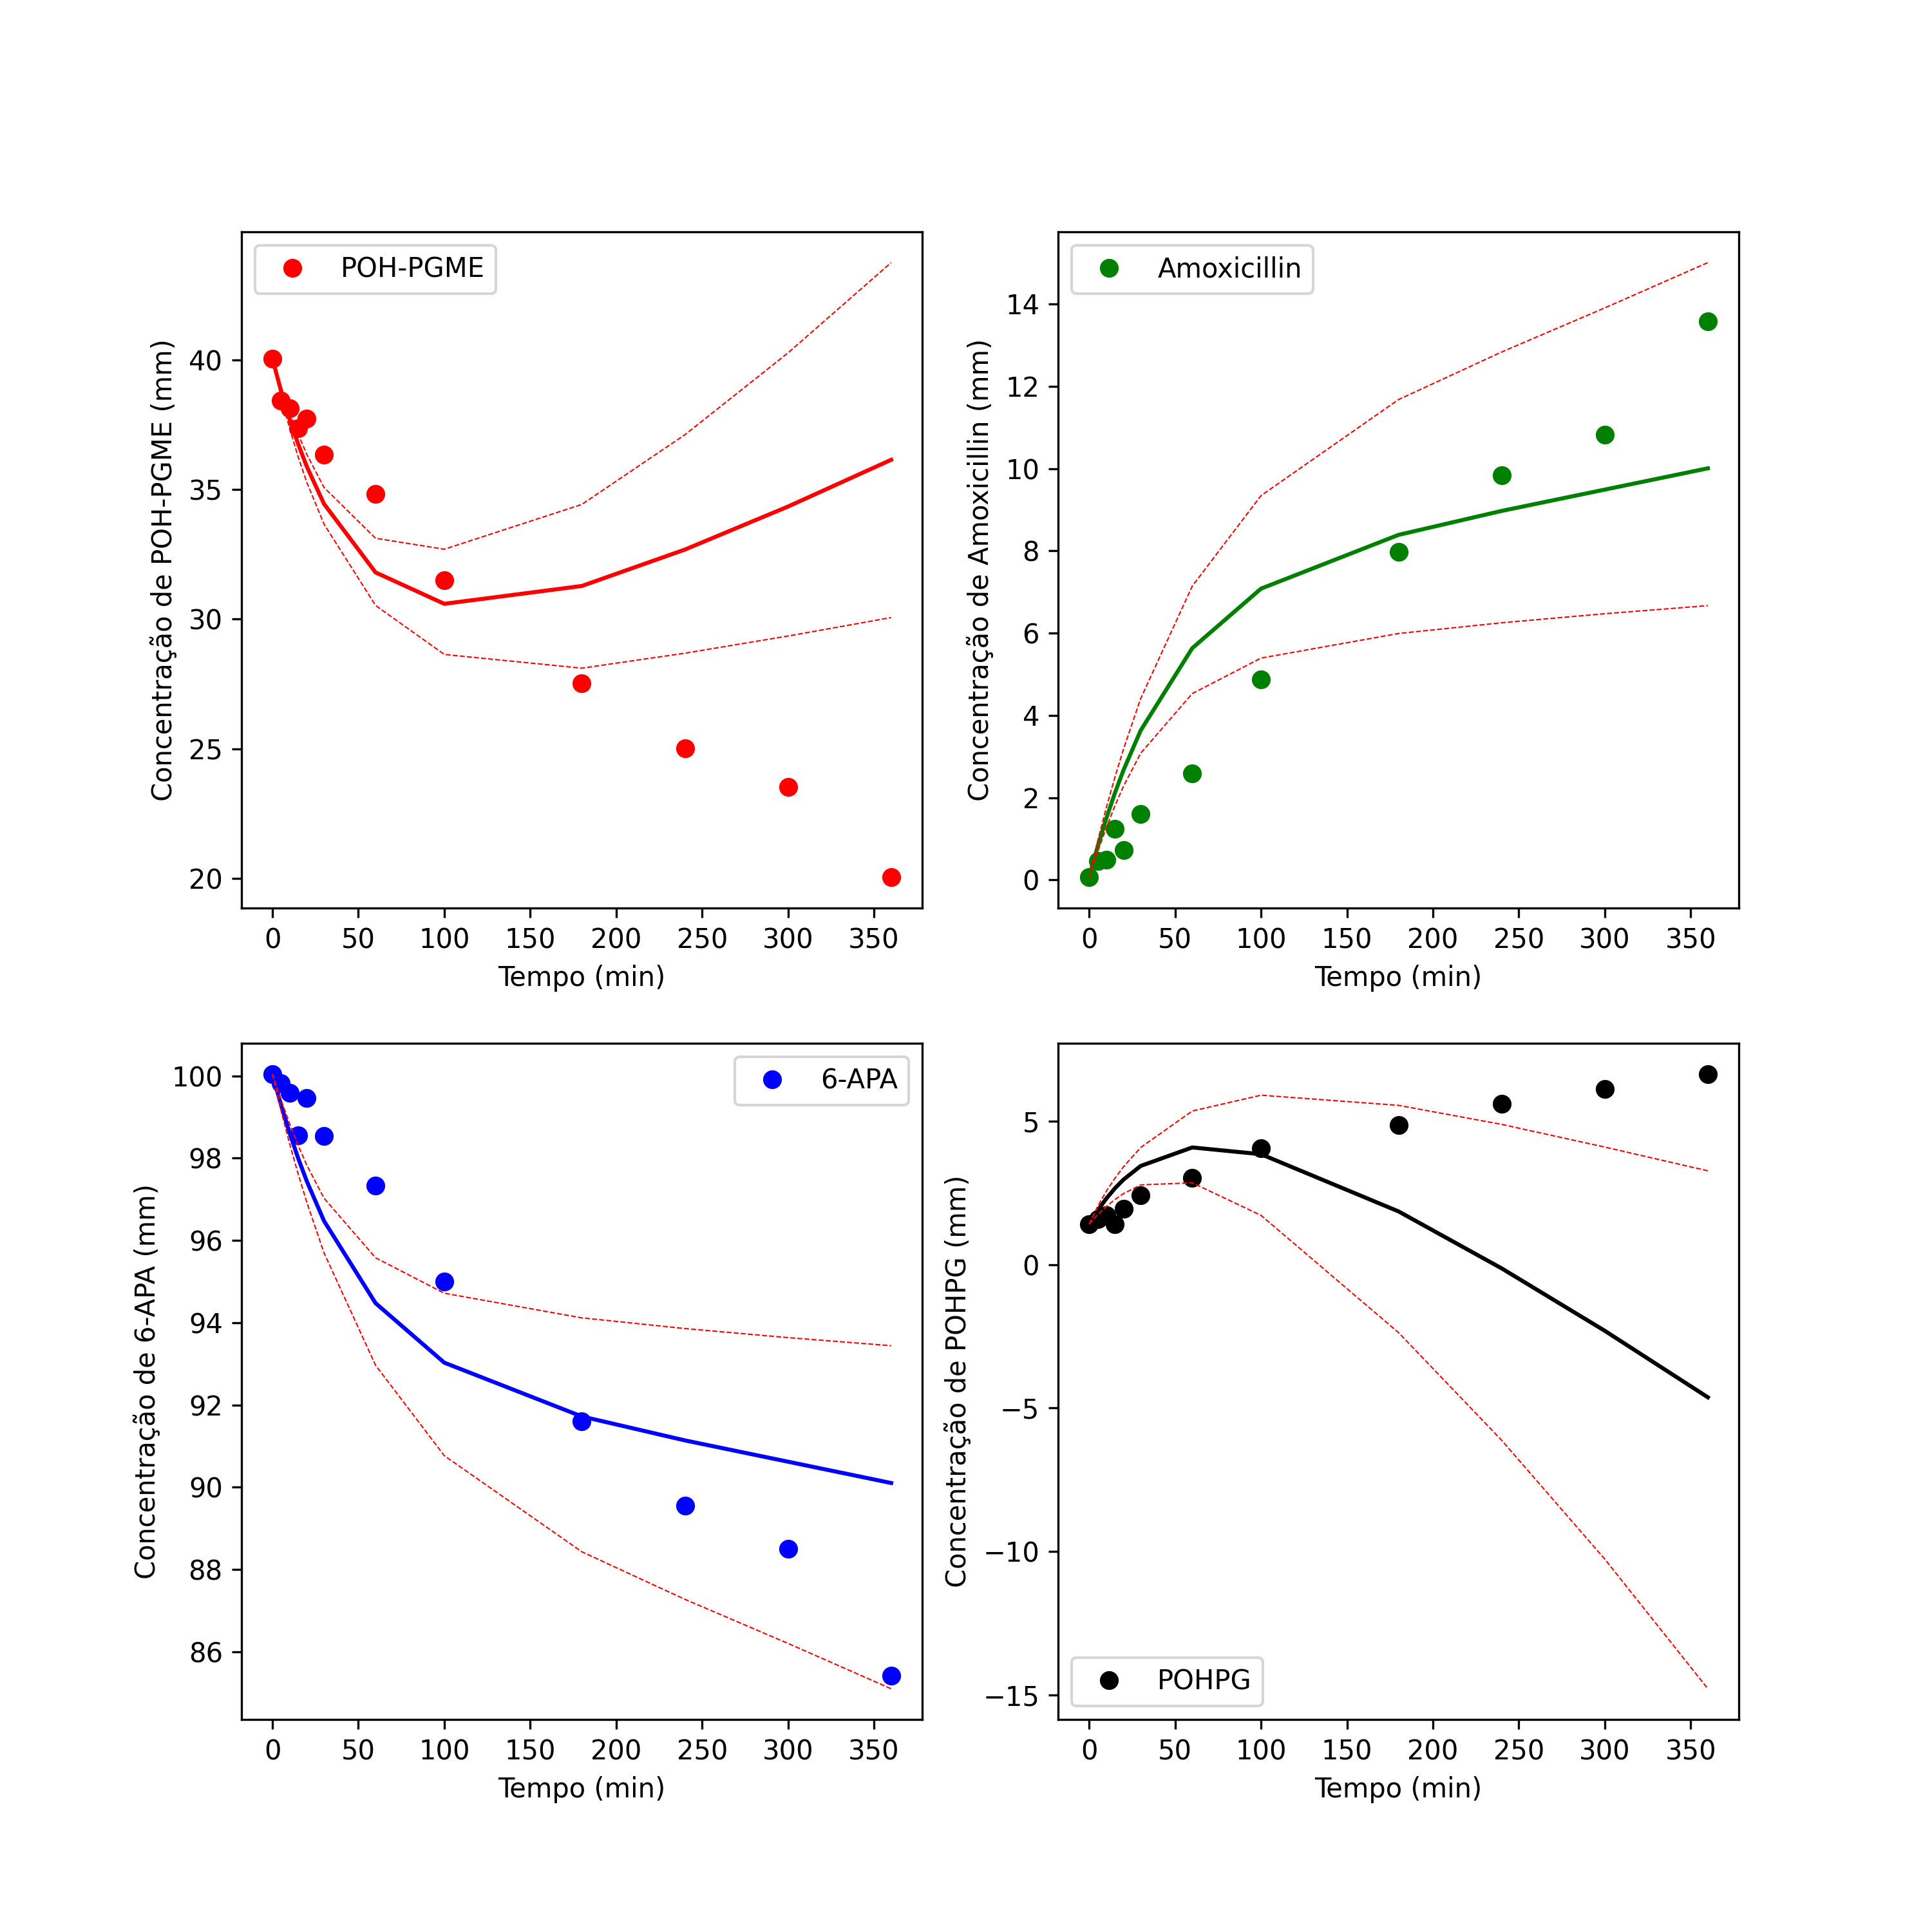 POH-PGME
Concentração de POH-PGME (mm)
40
35
30
25
20
0 50 100 150 200 250 300 350
Tempo (min)
Amoxicillin
Concentração de Amoxicillin (mm)
14
12
10
8
6
4
2
0
0 50 100 150 200 250 300 350
Tempo (min)
6-APA
Concentração de 6-APA (mm)
100
98
96
94
92
90
88
86
0 50 100 150 200 250 300 350
Tempo (min)
Concentração de POHPG (mm)
5
0
−5
−10
−15
POHPG
0 50 100 150 200 250 300 350
Tempo (min)